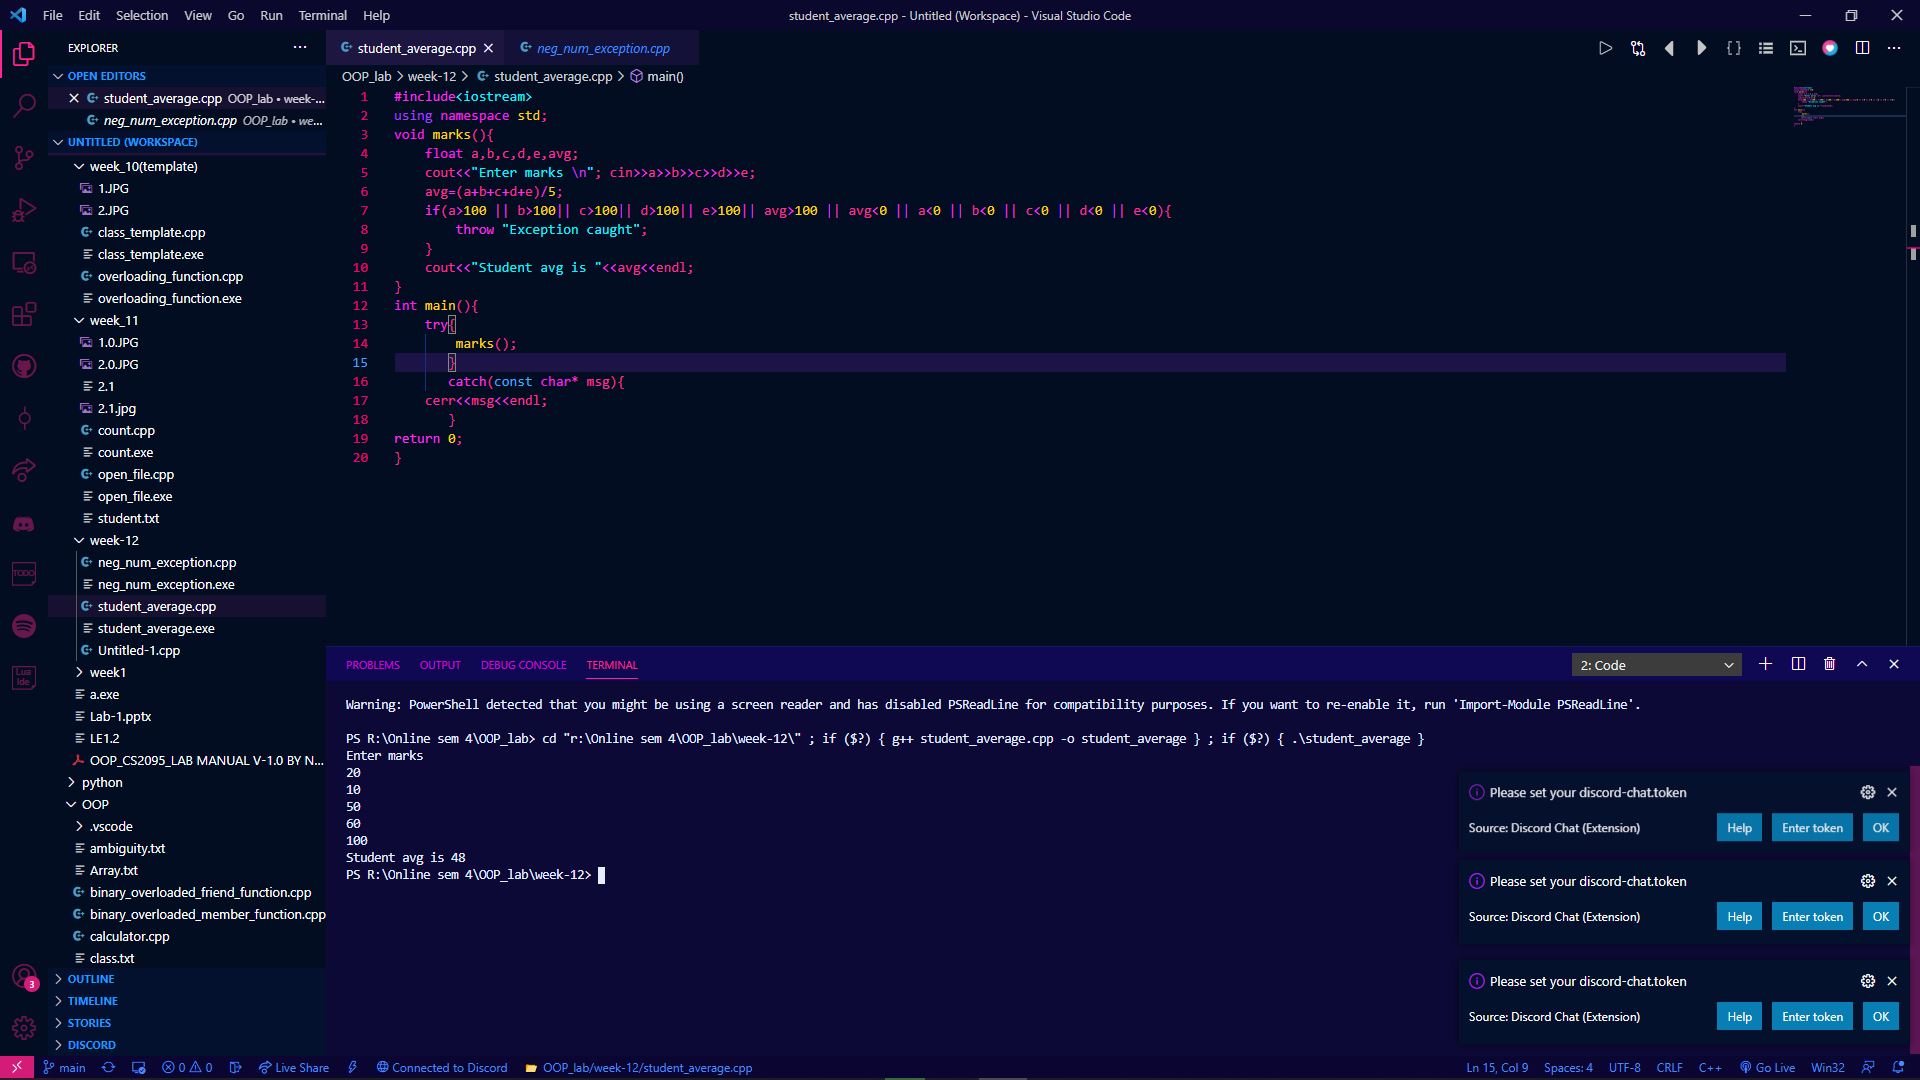 File Edit Selection View Go Run Terminal Help
student_average.cpp - Untitled (Workspace) - Visual Studio Code
EXPLORER
OPEN EDITORS
student_average.cpp OOP_lab • week-...
neg_num_exception.cpp OOP_lab • we...
UNTITLED (WORKSPACE)
week_10(template)
1.JPG
2.JPG
class_template.cpp
class_template.exe
overloading_function.cpp
overloading_function.exe
week_11
1.0.JPG
2.0.JPG
2.1
2.1.jpg
count.cpp
count.exe
open_file.cpp
open_file.exe
student.txt
week-12
neg_num_exception.cpp
neg_num_exception.exe
student_average.cpp
student_average.exe
Untitled-1.cpp
week1
a.exe
Lab-1.pptx
LE1.2
OOP_CS2095_LAB MANUAL V-1.0 BY N...
python
OOP
.vscode
ambiguity.txt
Array.txt
binary_overloaded_friend_function.cpp
binary_overloaded_member_function.cpp
calculator.cpp
class.txt
OUTLINE
TIMELINE
STORIES
DISCORD
TODO
Lua Ide
3
student_average.cpp
neg_num_exception.cpp
OOP_lab > week-12 > student_average.cpp > main()
1 #include<iostream>
2 using namespace std;
3 void marks(){
4 float a,b,c,d,e,avg;
5 cout<<"Enter marks \n"; cin>>a>>b>>c>>d>>e;
6 avg=(a+b+c+d+e)/5;
7 if(a>100 || b>100|| c>100|| d>100|| e>100|| avg>100 || avg<0 || a<0 || b<0 || c<0 || d<0 || e<0){
8 throw "Exception caught";
9 }
10 cout<<"Student avg is "<<avg<<endl;
11 }
12 int main(){
13 try{
14 marks();
15 }
16 catch(const char* msg){
17 cerr<<msg<<endl;
18 }
19 return 0;
20 }
PROBLEMS OUTPUT DEBUG CONSOLE TERMINAL
2: Code
Warning: PowerShell detected that you might be using a screen reader and has disabled PSReadLine for compatibility purposes. If you want to re-enable it, run 'Import-Module PSReadLine'.
PS R:\Online sem 4\OOP_lab> cd "r:\Online sem 4\OOP_lab\week-12\" ; if ($?) { g++ student_average.cpp -o student_average } ; if ($?) { .\student_average }
Enter marks
20
10
50
60
100
Student avg is 48
PS R:\Online sem 4\OOP_lab\week-12>
Please set your discord-chat.token
Source: Discord Chat (Extension) Help Enter token OK
Please set your discord-chat.token
Source: Discord Chat (Extension) Help Enter token OK
Please set your discord-chat.token
Source: Discord Chat (Extension) Help Enter token OK
main 0 0 Live Share Connected to Discord OOP_lab/week-12/student_average.cpp Ln 15, Col 9 Spaces: 4 UTF-8 CRLF C++ Go Live Win32